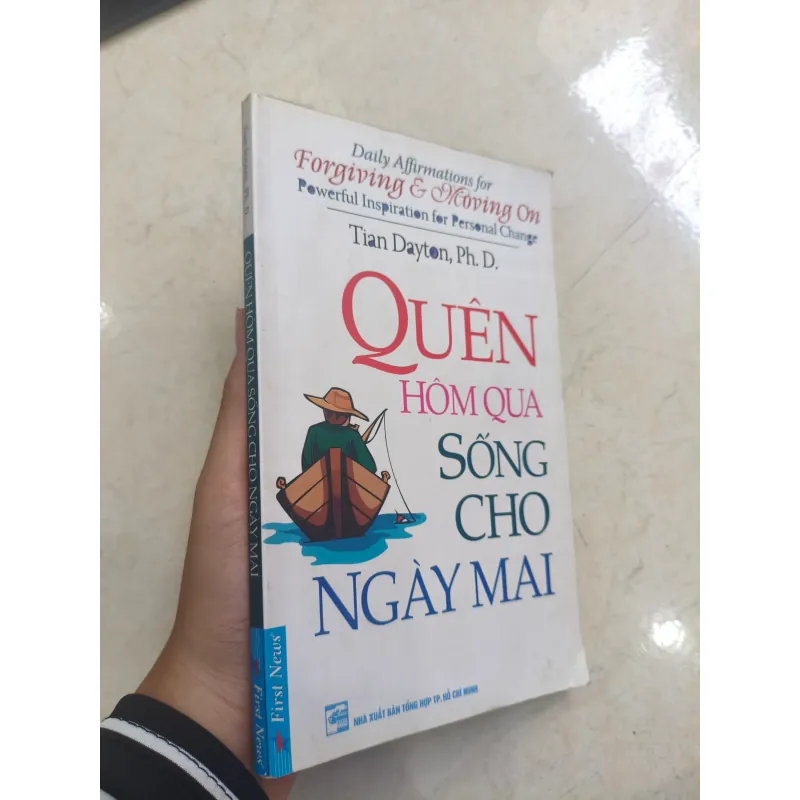 Daily Affirmations for
Forgiving & Moving On
Powerful Inspiration for Personal Change
Tian Dayton, Ph. D.
QUÊN
HÔM QUA
SỐNG
CHO
NGÀY MAI
NHÀ XUẤT BẢN TỔNG HỢP TP. HỒ CHÍ MINH
First News
QUÊN HÔM QUA SỐNG CHO NGÀY MAI
First News